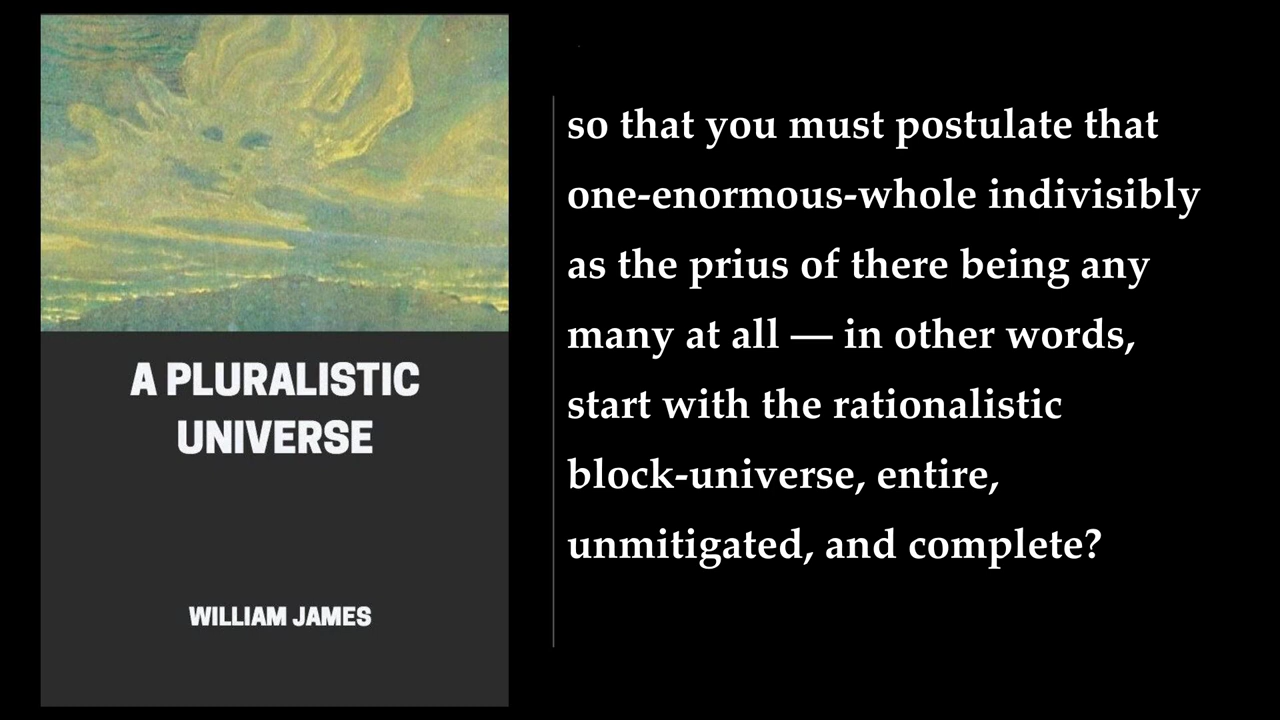 A PLURALISTIC
UNIVERSE
WILLIAM JAMES
so that you must postulate that
one-enormous-whole indivisibly
as the prius of there being any
many at all — in other words,
start with the rationalistic
block-universe, entire,
unmitigated, and complete?